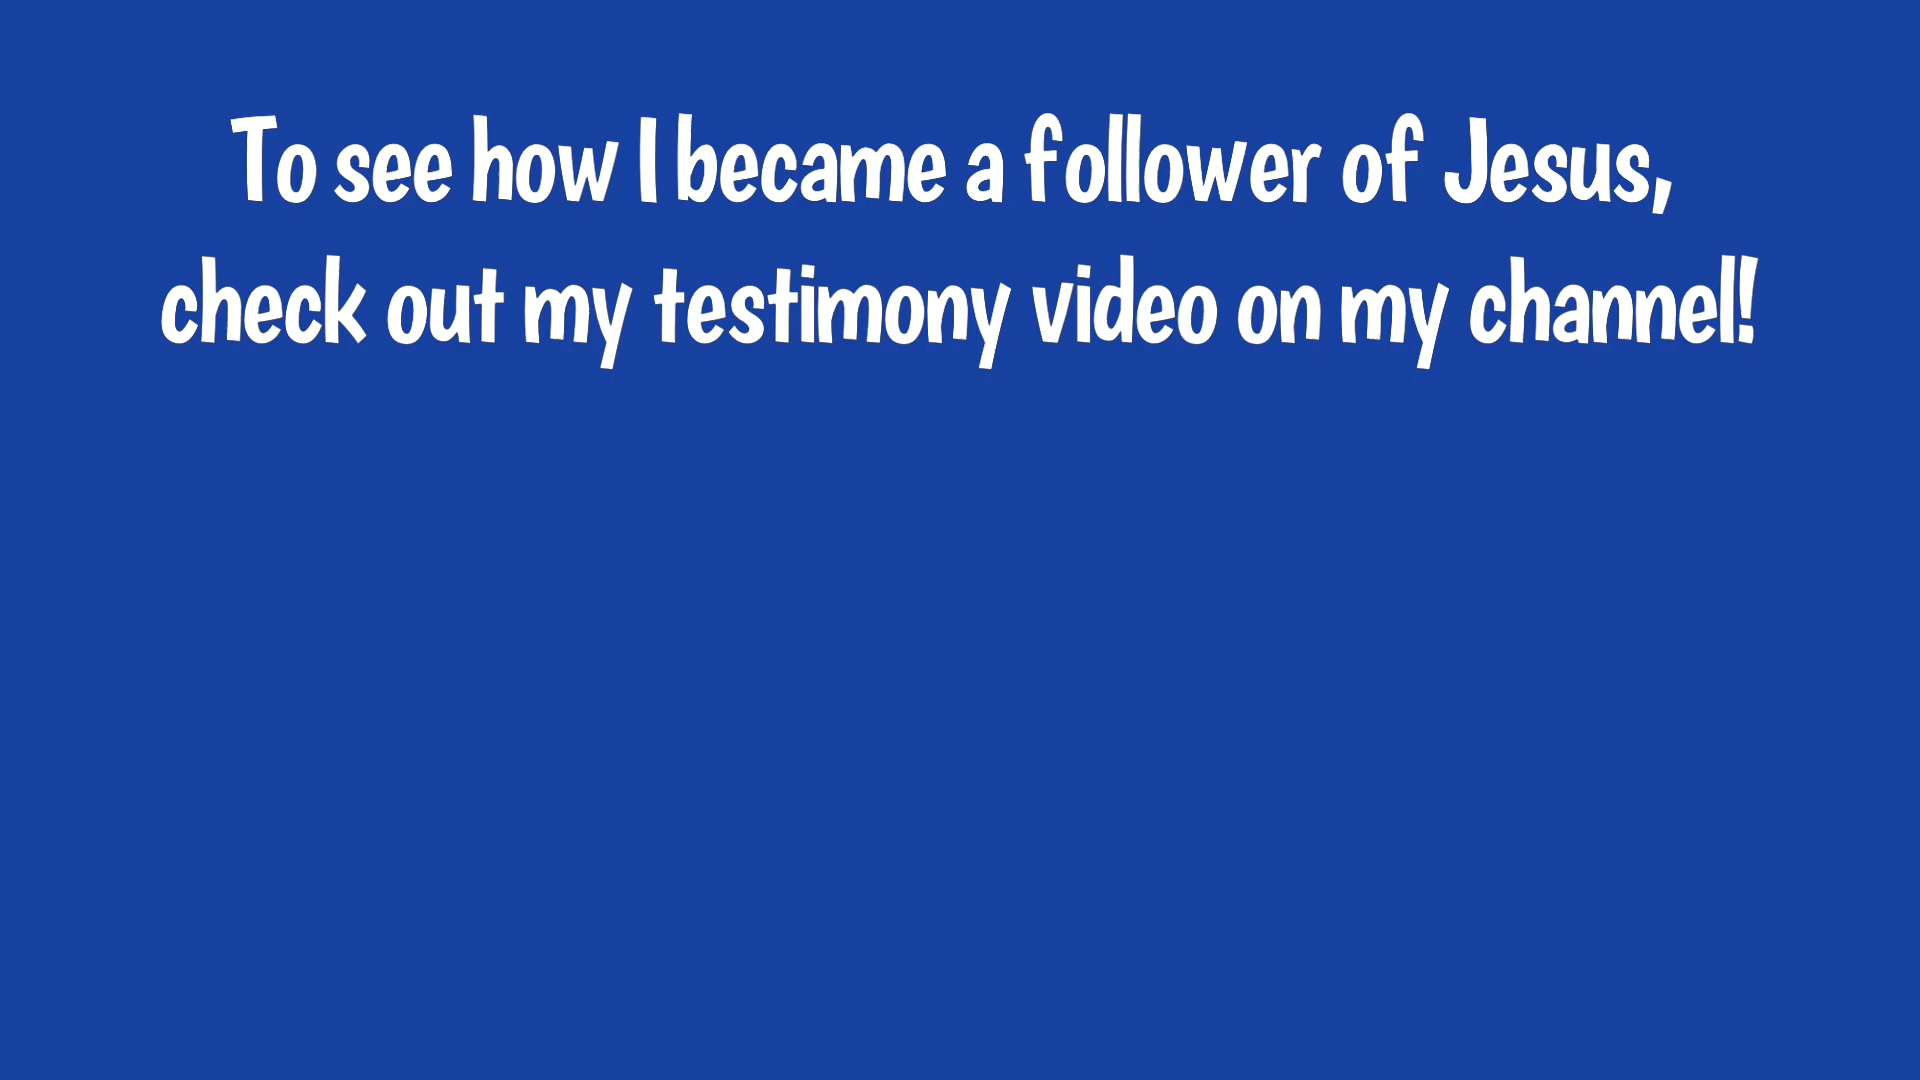 To see how I became a follower of Jesus,
check out my testimony video on my channel!